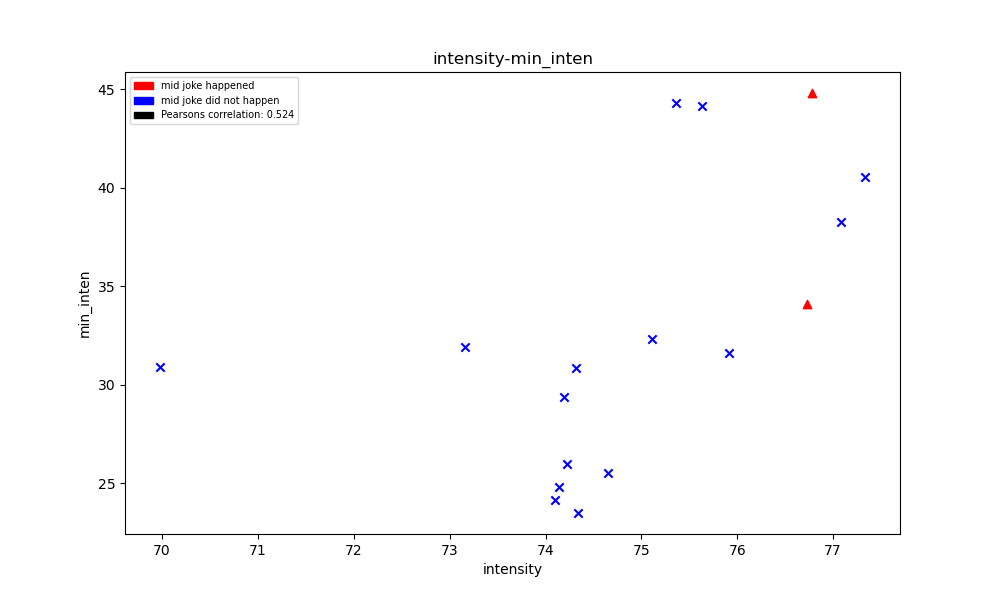 intensity-min_inten
mid joke happened
mid joke did not happen
Pearsons correlation: 0.524
45
40
35
30
25
min_inten
70 71 72 73 74 75 76 77
intensity